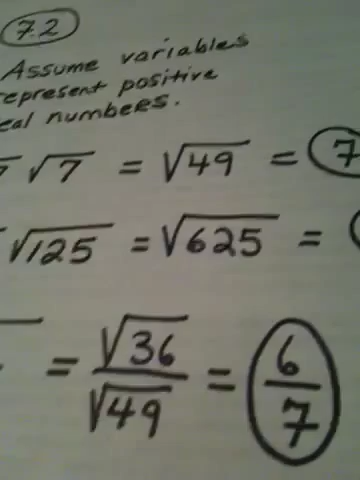 7.2
Assume variables
represent positive
real numbers.
√7 = √49 = 7
√125 = √625 =
= √36/√49 = 6/7